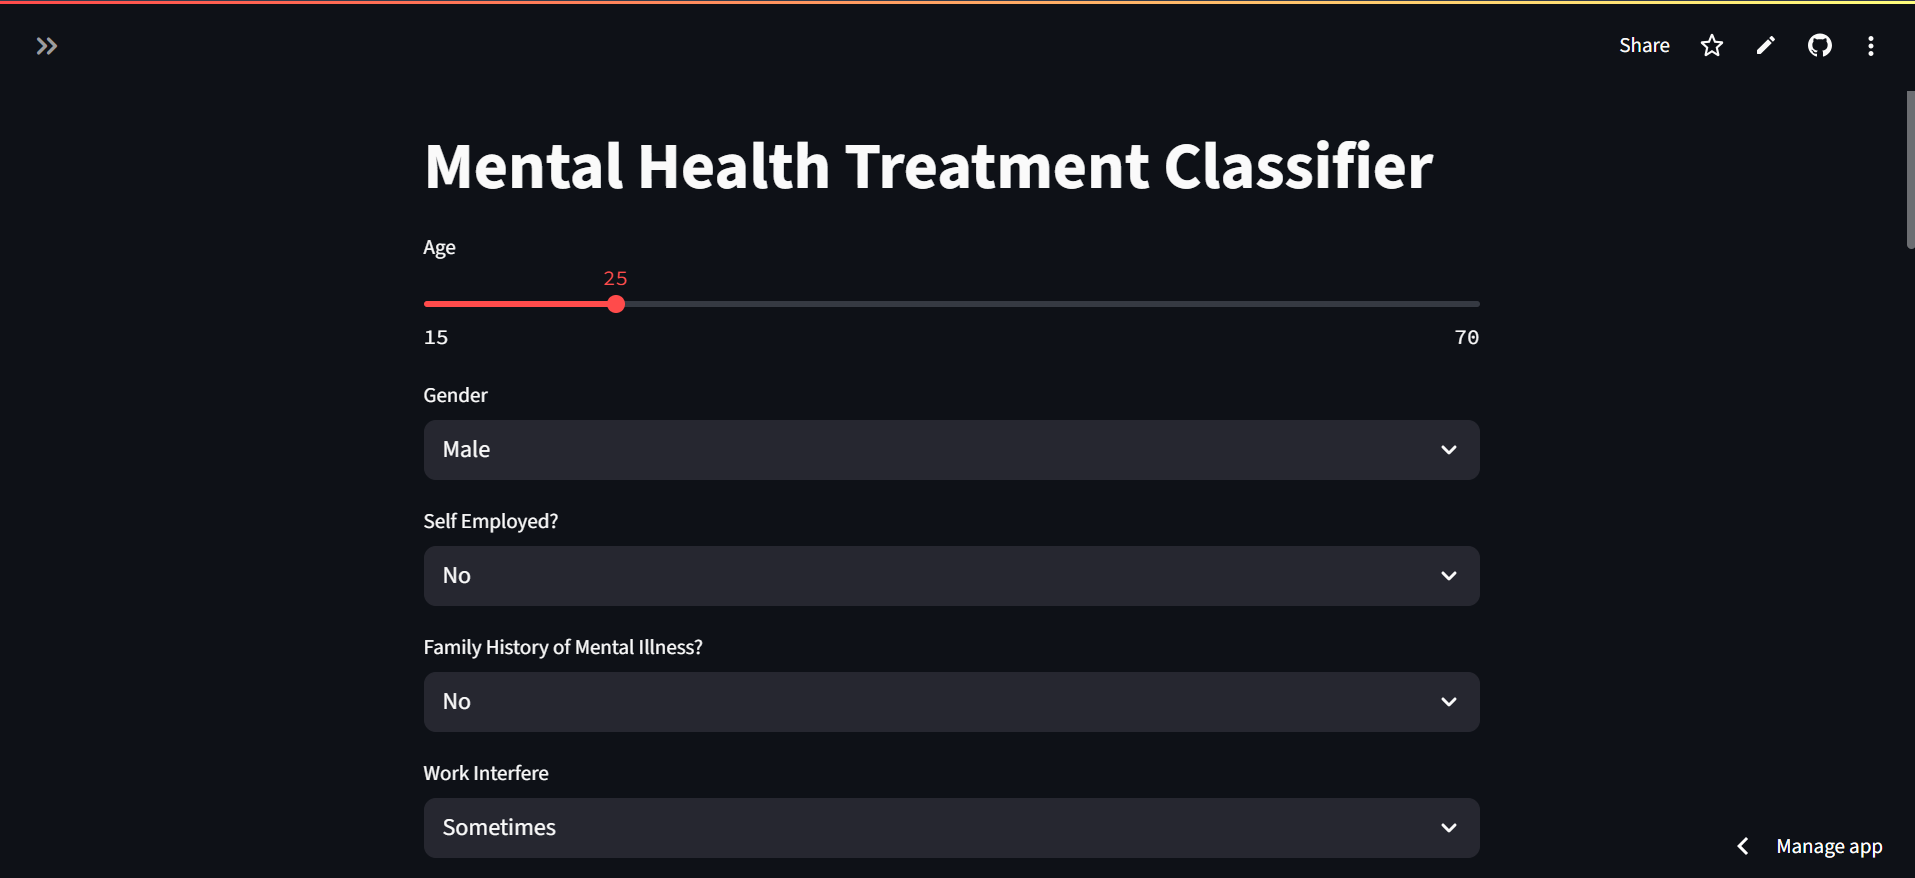 Share
Mental Health Treatment Classifier
Age
25
15 70
Gender
Male
Self Employed?
No
Family History of Mental Illness?
No
Work Interfere
Sometimes
Manage app